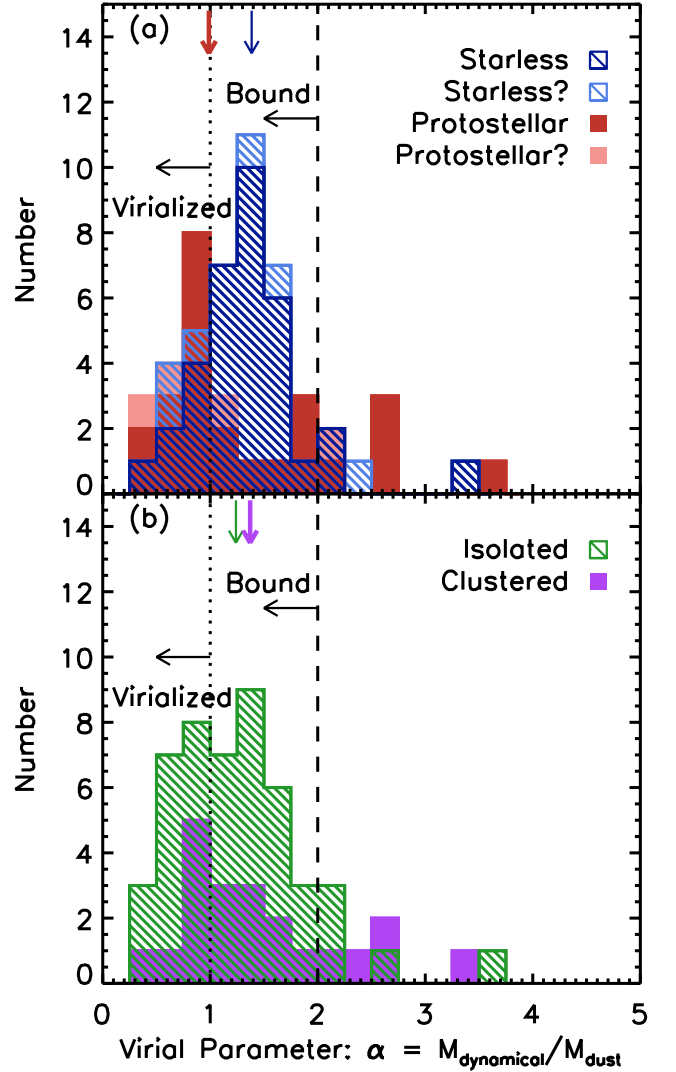 (a)
Starless
Starless?
Protostellar
Protostellar?
Bound
Virialized
Number
14
12
10
8
6
4
2
0
(b)
Isolated
Clustered
Bound
Virialized
Number
14
12
10
8
6
4
2
0
0 1 2 3 4 5
Virial Parameter: α = Mdynamical/Mdust